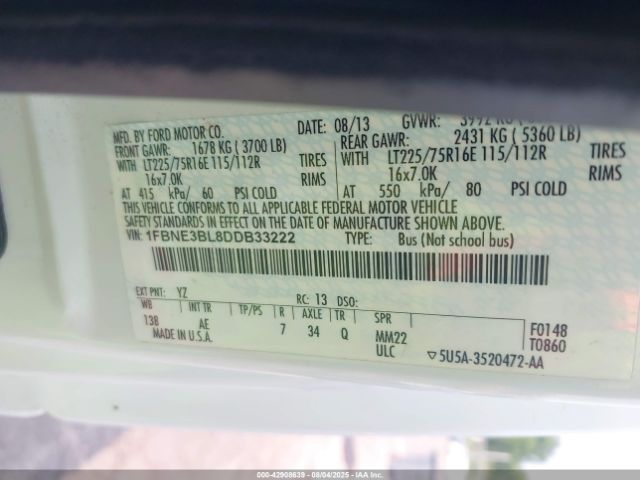 MFD. BY FORD MOTOR CO.
DATE: 08/13 GVWR: 3992 KG
FRONT GAWR: 1678 KG (3700 LB) REAR GAWR: 2431 KG (5360 LB)
WITH LT225/75R16E 115/112R TIRES WITH LT225/75R16E 115/112R TIRES
16x7.0K RIMS 16x7.0K RIMS
AT 415 kPa/ 60 PSI COLD AT 550 kPa/ 80 PSI COLD
THIS VEHICLE CONFORMS TO ALL APPLICABLE FEDERAL MOTOR VEHICLE
SAFETY STANDARDS IN EFFECT ON THE DATE OF MANUFACTURE SHOWN ABOVE.
VIN: 1FBNE3BL8DDB33222 TYPE: Bus (Not school bus)
EXT PNT: YZ RC: 13 DSO:
WB INT TR TP/PS R AXLE TR SPR
138 AE 7 34 Q MM22 F0148
MADE IN U.S.A. ULC T0860
▽5U5A-3520472-AA
000-42908639 - 08/04/2025 - IAA Inc.